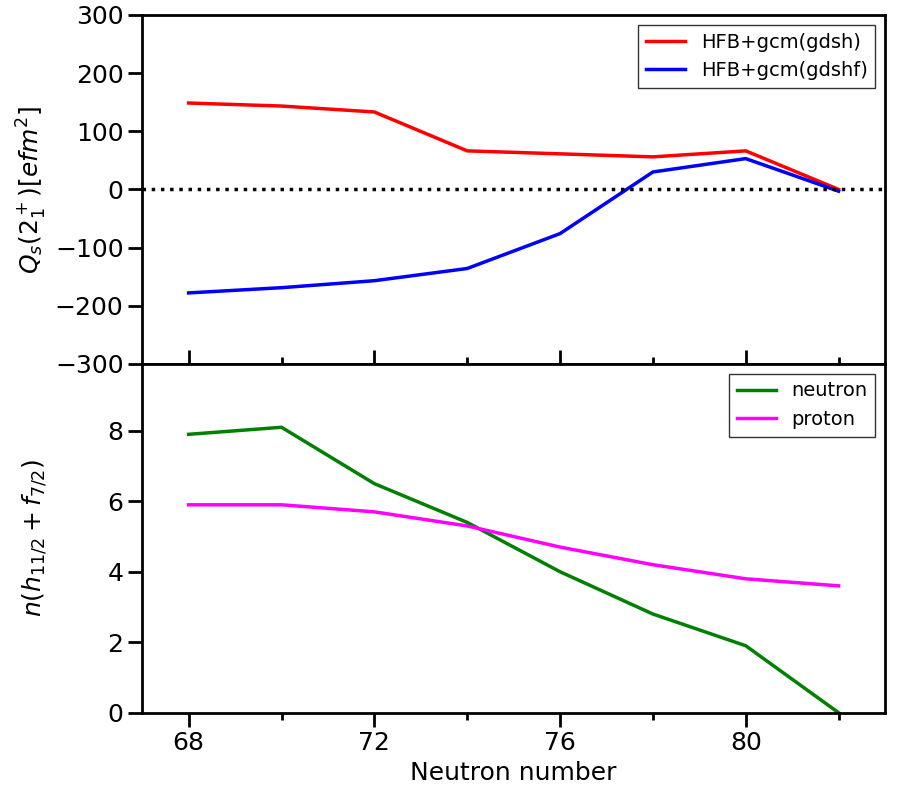 300
200
100
0
−100
−200
−300
Q_s(2_1^+)[efm^2]
HFB+gcm(gdsh)
HFB+gcm(gdshf)
8
6
4
2
0
n(h_{11/2} + f_{7/2})
neutron
proton
68 72 76 80
Neutron number